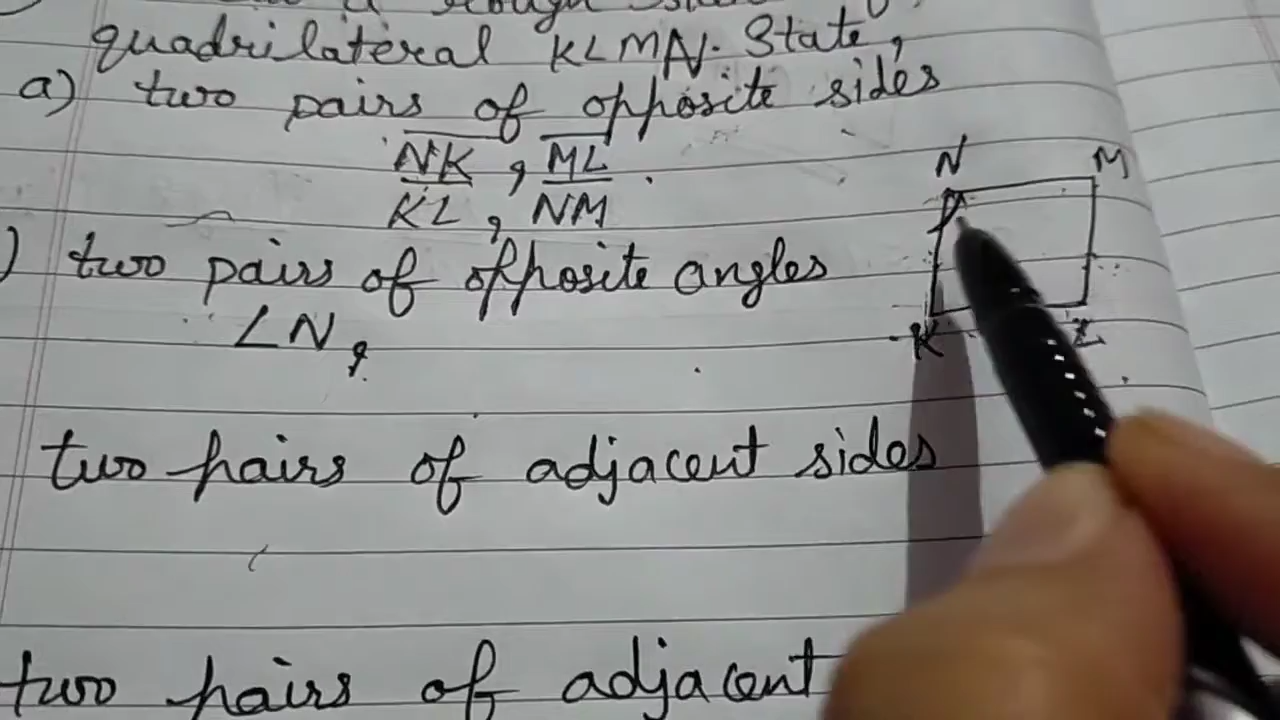 quadrilateral KLMN. State,
a) two pairs of opposite sides
NK, ML
KL, NM
) two pairs of opposite angles
∠N,
two pairs of adjacent sides
two pairs of adjacent
N M
K L